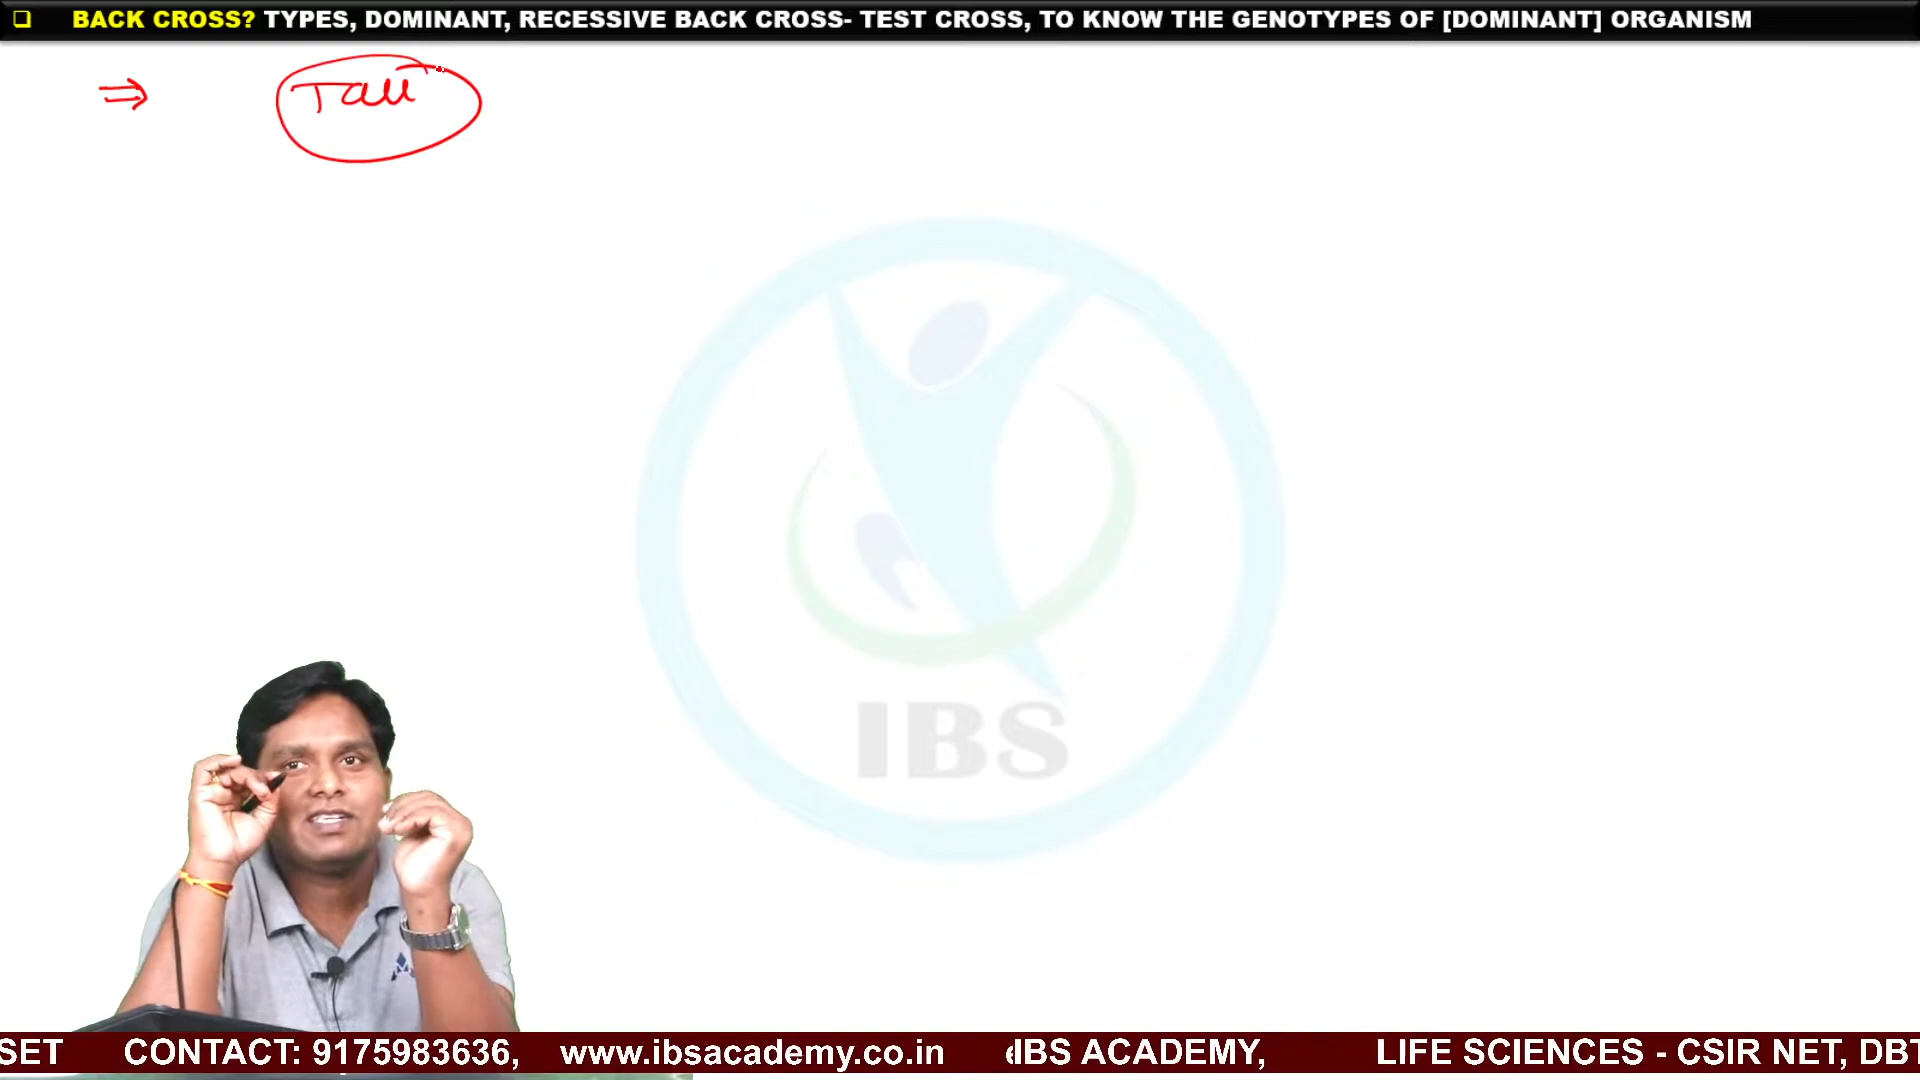 BACK CROSS? TYPES, DOMINANT, RECESSIVE BACK CROSS- TEST CROSS, TO KNOW THE GENOTYPES OF [DOMINANT] ORGANISM
⇒ Tall
IBS
SET CONTACT: 9175983636, www.ibsacademy.co.in IBS ACADEMY, LIFE SCIENCES - CSIR NET, DBT